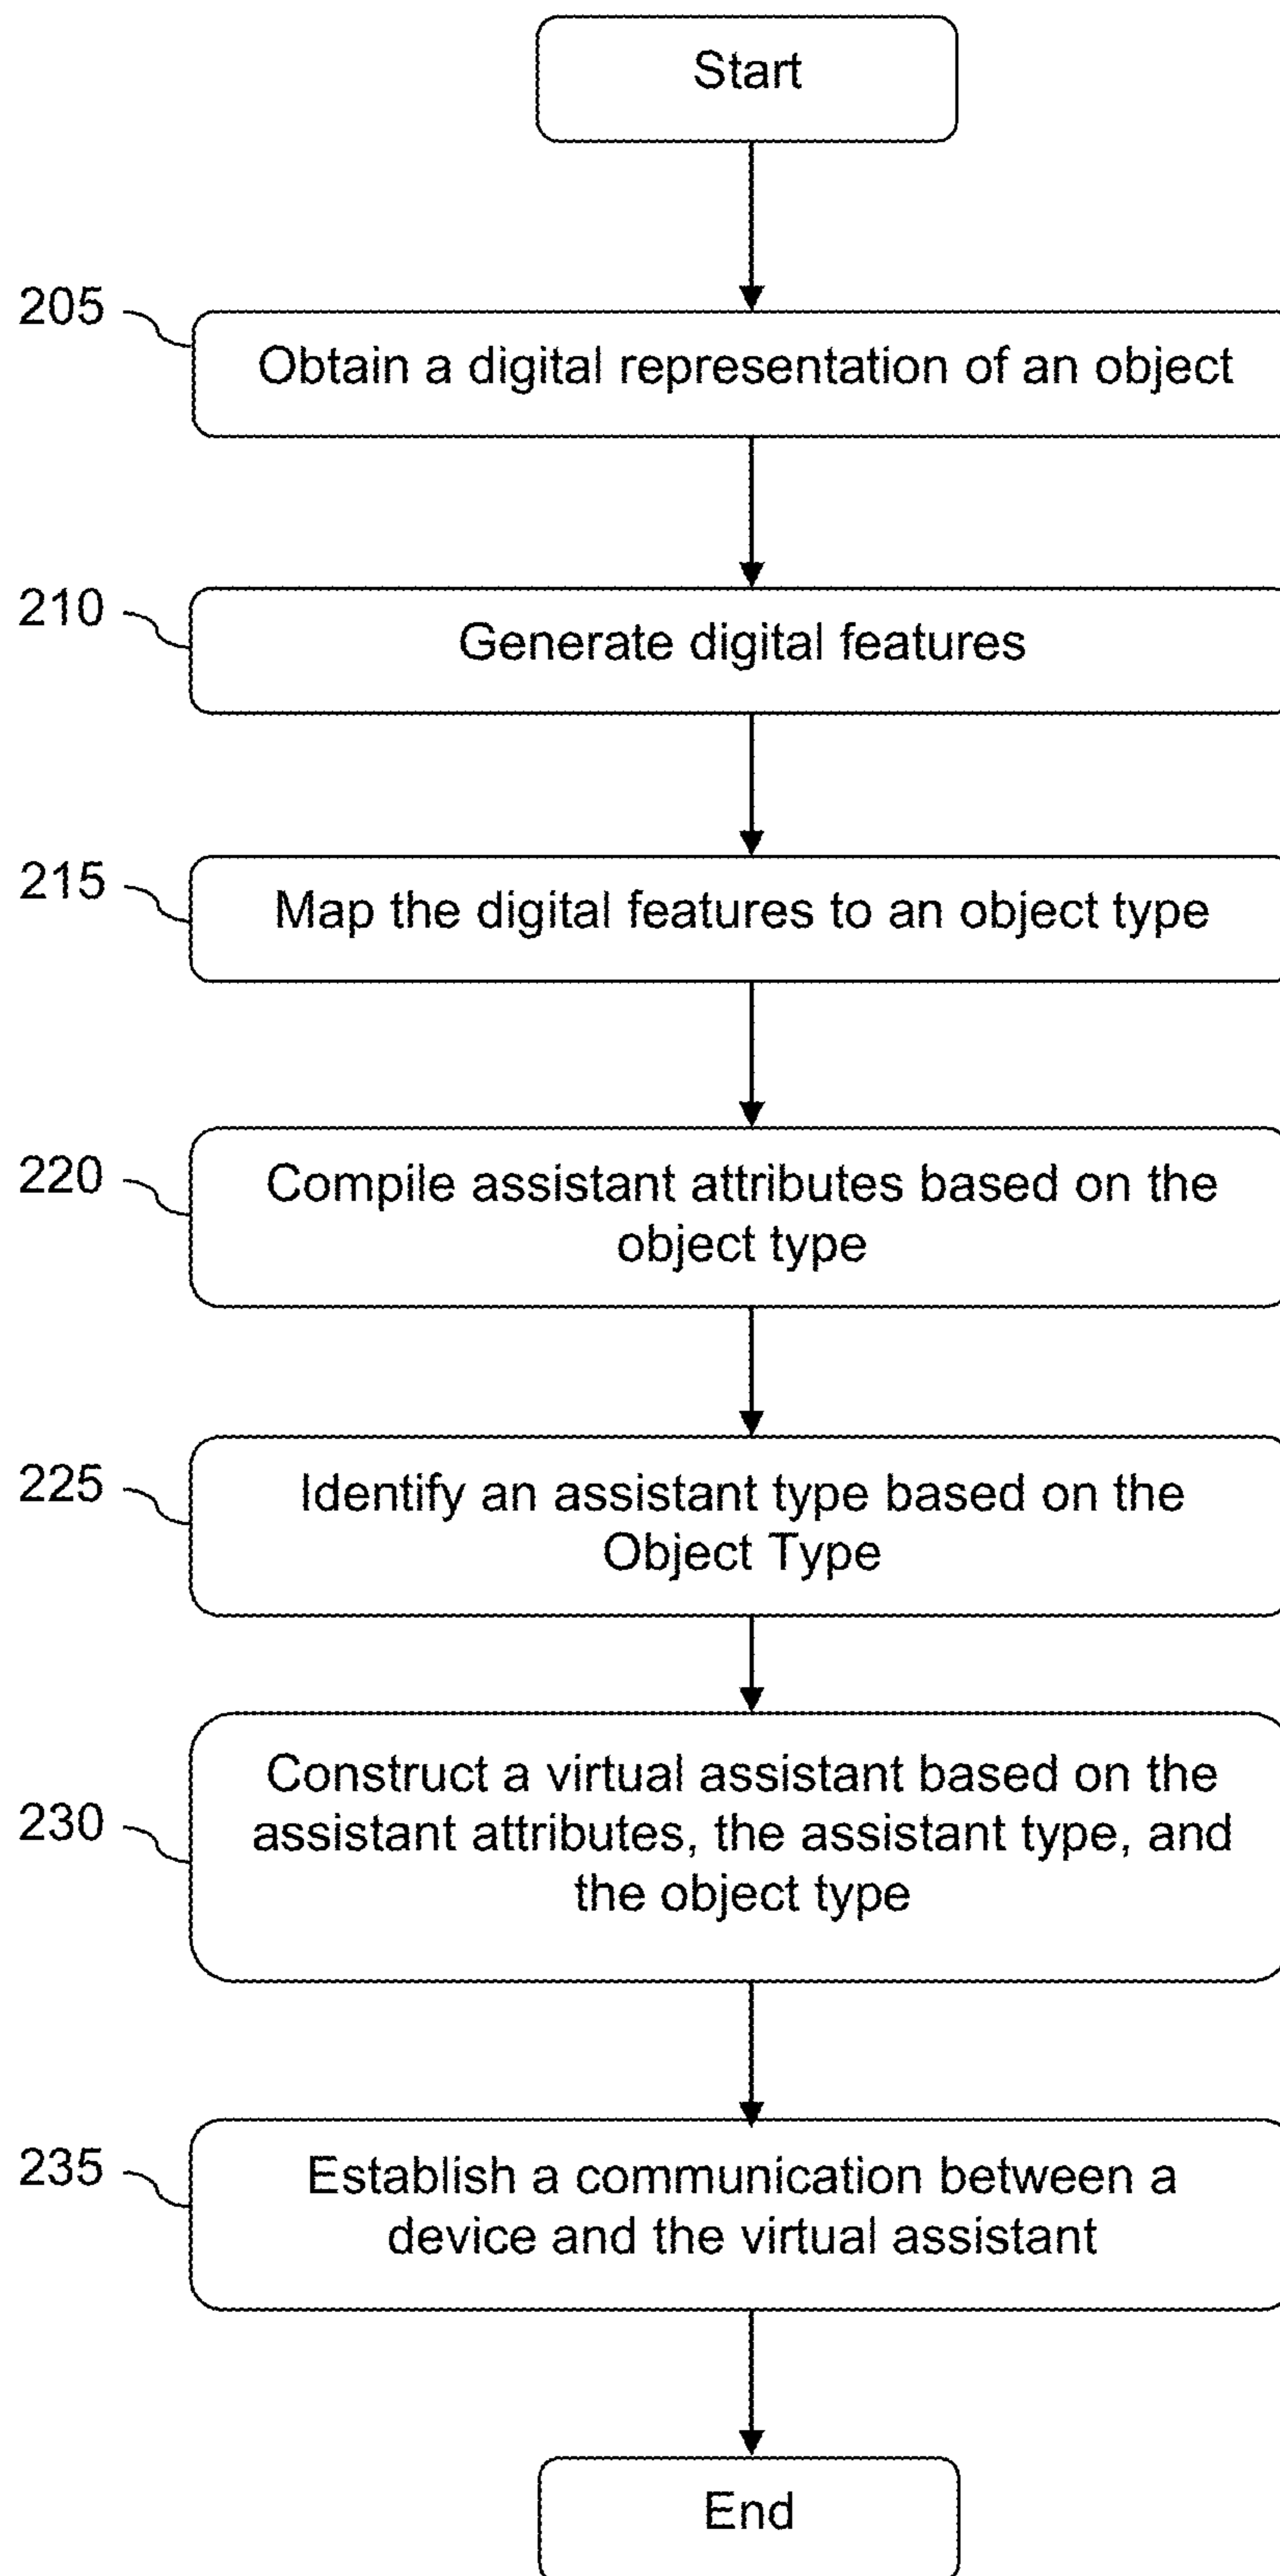 Start
205
Obtain a digital representation of an object
210
Generate digital features
215
Map the digital features to an object type
220
Compile assistant attributes based on the
object type
225
Identify an assistant type based on the
Object Type
230
Construct a virtual assistant based on the
assistant attributes, the assistant type, and
the object type
235
Establish a communication between a
device and the virtual assistant
End